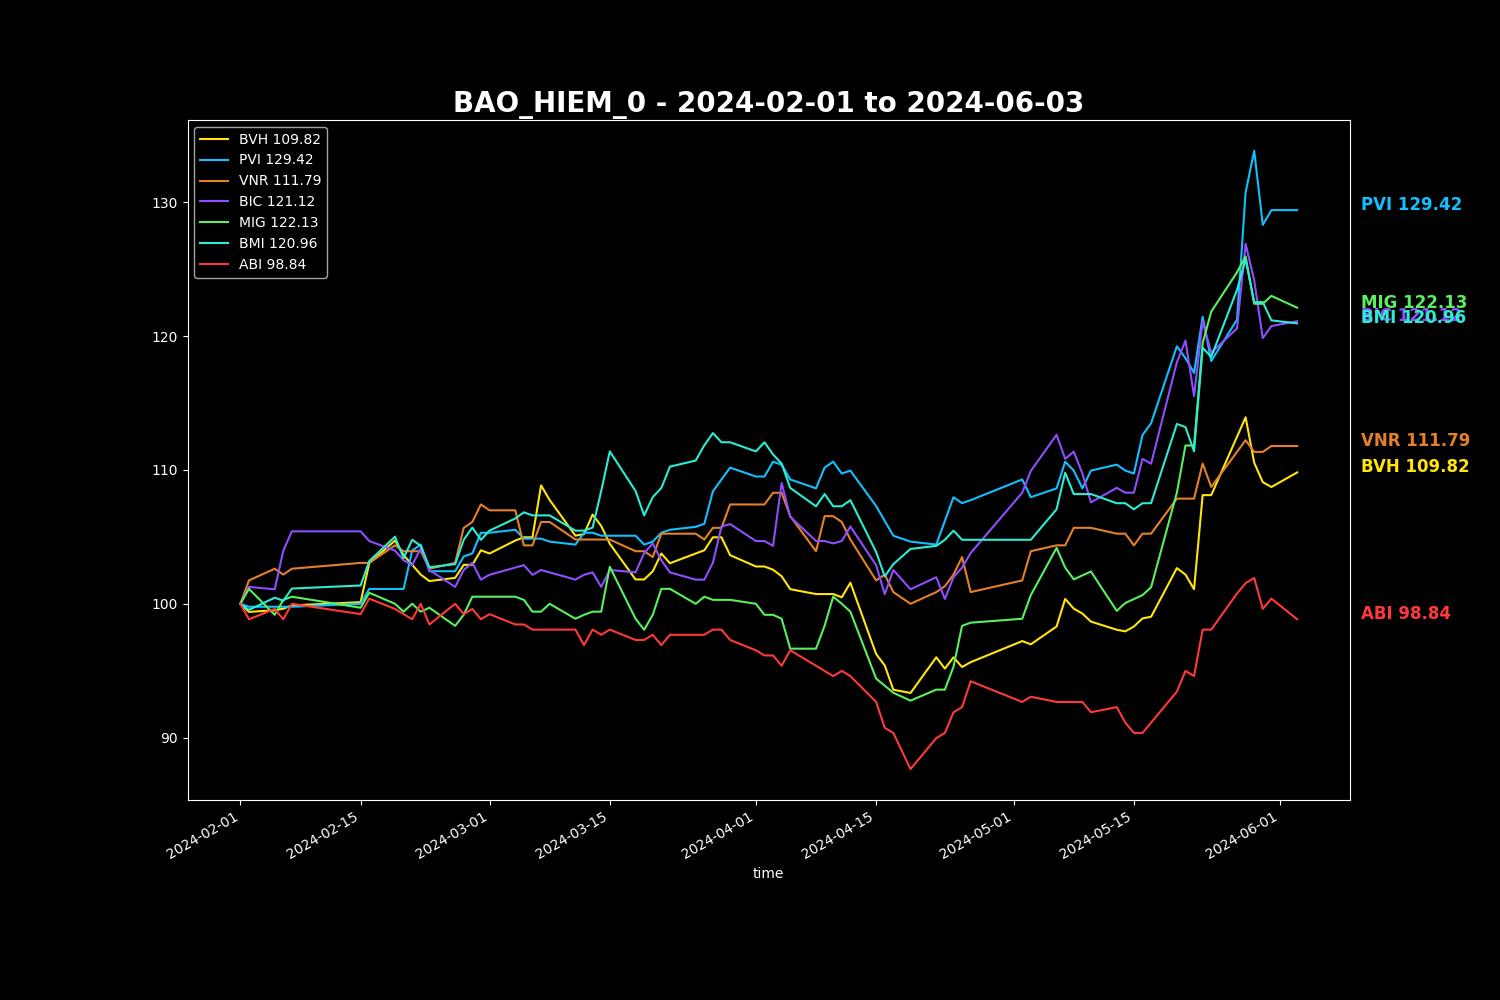 BAO_HIEM_0 - 2024-02-01 to 2024-06-03
BVH 109.82
PVI 129.42
VNR 111.79
BIC 121.12
MIG 122.13
BMI 120.96
ABI 98.84
130
120
110
100
90
PVI 129.42
MIG 122.13
BMI 120.96
VNR 111.79
BVH 109.82
ABI 98.84
2024-02-01
2024-02-15
2024-03-01
2024-03-15
2024-04-01
2024-04-15
2024-05-01
2024-05-15
2024-06-01
time